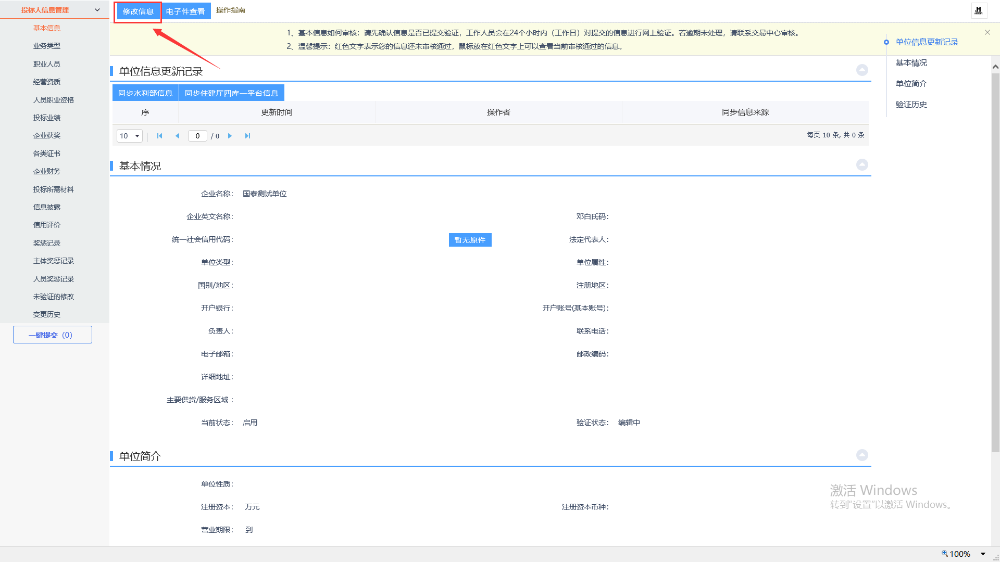 投标人信息管理
基本信息
业务类型
职业人员
经营资质
人员职业资格
投标业绩
企业获奖
各类证书
企业财务
投标所需材料
信息披露
信用评价
奖惩记录
主体奖惩记录
人员奖惩记录
未验证的修改
变更历史
一键提交（0）
修改信息 电子件查看 操作指南
1、基本信息如何审核：请先确认信息是否已提交验证，工作人员会在24个小时内（工作日）对提交的信息进行网上验证。若逾期未处理，请联系交易中心审核。
2、温馨提示：红色文字表示您的信息还未审核通过，鼠标放在红色文字上可以查看当前审核通过的信息。
单位信息更新记录
同步水利部信息 同步住建厅四库一平台信息
序 更新时间 操作者 同步信息来源
10 0 / 0 每页 10 条, 共 0 条
基本情况
企业名称： 国泰测试单位
企业英文名称： 邓白氏码：
统一社会信用代码： 暂无原件 法定代表人：
单位类型： 单位属性：
国别/地区： 注册地区：
开户银行： 开户账号(基本账号)：
负责人： 联系电话：
电子邮箱： 邮政编码：
详细地址：
主要供货/服务区域：
当前状态： 启用 验证状态： 编辑中
单位简介
单位性质：
注册资本： 万元 注册资本币种：
营业期限： 到
单位信息更新记录
基本情况
单位简介
验证历史
激活 Windows
转到“设置”以激活 Windows。
100%